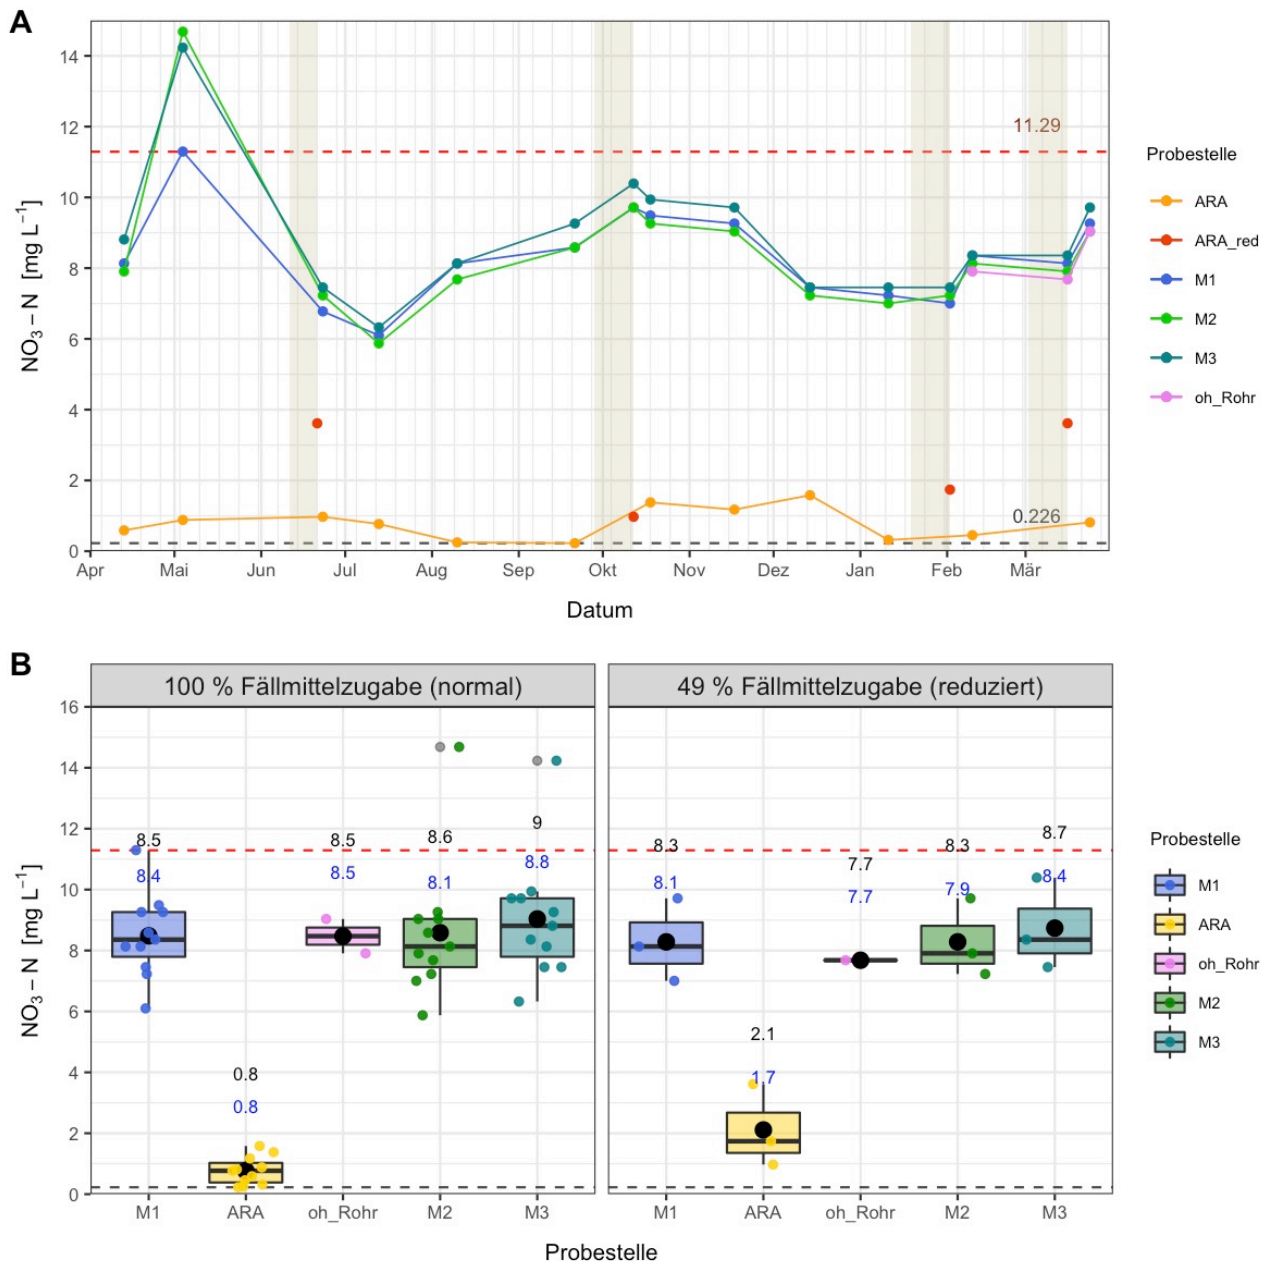 A
NO₃ – N [mg L⁻¹]
14
12
10
8
6
4
2
0
11.29
0.226
Apr Mai Jun Jul Aug Sep Okt Nov Dez Jan Feb Mär
Datum
Probestelle
ARA
ARA_red
M1
M2
M3
oh_Rohr
B
100 % Fällmittelzugabe (normal) 49 % Fällmittelzugabe (reduziert)
NO₃ – N [mg L⁻¹]
16
14
12
10
8
6
4
2
0
8.5 0.8 8.5 8.6 9
8.4 0.8 8.5 8.1 8.8
8.3 2.1 7.7 8.3 8.7
8.1 1.7 7.7 7.9 8.4
M1 ARA oh_Rohr M2 M3 M1 ARA oh_Rohr M2 M3
Probestelle
Probestelle
M1
ARA
oh_Rohr
M2
M3